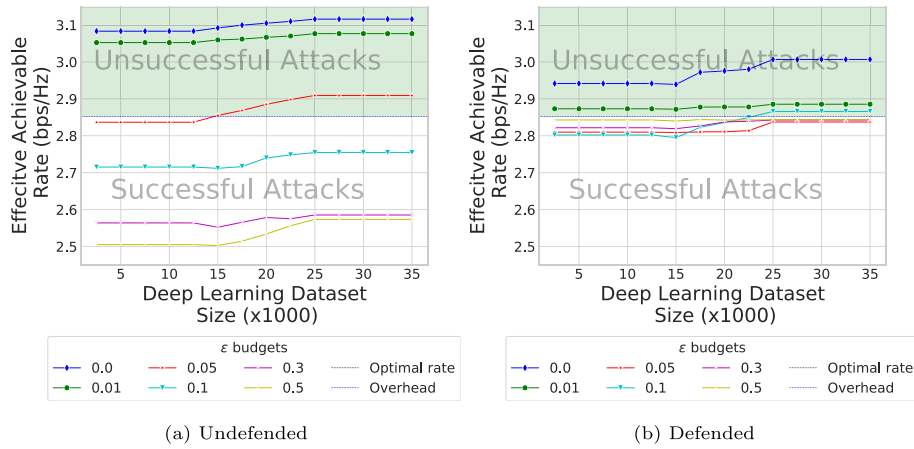 3.1
3.0
2.9
2.8
2.7
2.6
2.5
Effecitve Achievable
Rate (bps/Hz)
Unsuccessful Attacks
Successful Attacks
5 10 15 20 25 30 35
Deep Learning Dataset
Size (x1000)
ε budgets
0.0 0.05 0.3 Optimal rate
0.01 0.1 0.5 Overhead
(a) Undefended
3.1
3.0
2.9
2.8
2.7
2.6
2.5
Effecitve Achievable
Rate (bps/Hz)
Unsuccessful Attacks
Successful Attacks
5 10 15 20 25 30 35
Deep Learning Dataset
Size (x1000)
ε budgets
0.0 0.05 0.3 Optimal rate
0.01 0.1 0.5 Overhead
(b) Defended